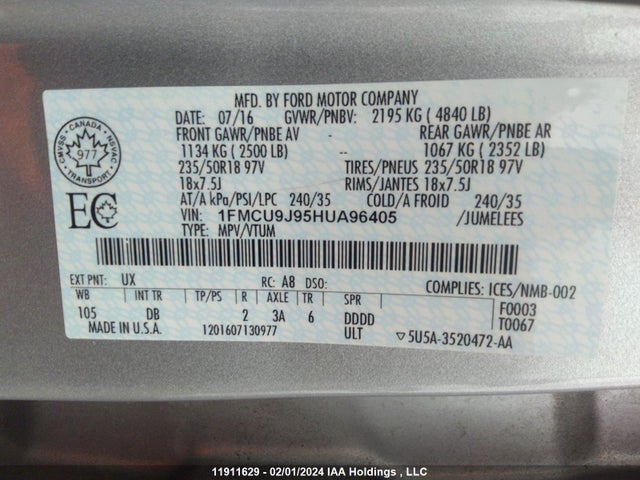 MFD. BY FORD MOTOR COMPANY
DATE: 07/16 GVWR/PNBV: 2195 KG ( 4840 LB)
FRONT GAWR/PNBE AV - REAR GAWR/PNBE AR
1134 KG ( 2500 LB) -- 1067 KG ( 2352 LB)
235/50R18 97V TIRES/PNEUS 235/50R18 97V
18x7.5J RIMS/JANTES 18x7.5J
AT/A kPa/PSI/LPC 240/35 COLD/A FROID 240/35
VIN: 1FMCU9J95HUA96405 /JUMELEES
TYPE: MPV/VTUM
CMVSS CANADA NSVAC
977
TRANSPORT
EC
EXT PNT: UX RC: A8 DSO: COMPLIES: ICES/NMB-002
WB INT TR TP/PS R AXLE TR SPR F0003
105 DB 2 3A 6 DDDD T0067
MADE IN U.S.A. 1201607130977 ULT ▽5U5A-3520472-AA
11911629 - 02/01/2024 IAA Holdings , LLC